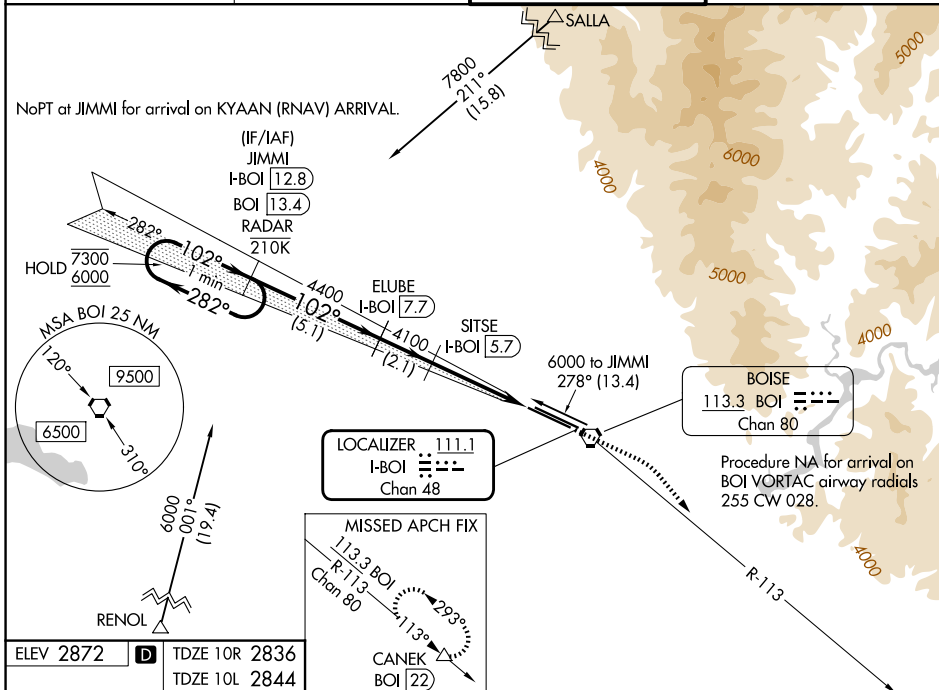 SALLA
7800
211°
(15.8)
5000
NoPT at JIMMI for arrival on KYAAN (RNAV) ARRIVAL.
(IF/IAF)
JIMMI
I-BOI 12.8
BOI 13.4
RADAR
210K
6000
4000
282°
102°
HOLD 7300
6000
1 min
282°
4400
102°
(5.1)
ELUBE
I-BOI 7.7
4100
(2.1)
SITSE
I-BOI 5.7
5000
4000
MSA BOI 25 NM
120°
9500
6500
310°
6000 to JIMMI
278° (13.4)
BOISE
113.3 BOI
Chan 80
LOCALIZER 111.1
I-BOI
Chan 48
Procedure NA for arrival on
BOI VORTAC airway radials
255 CW 028.
6000
001°
(19.4)
RENOL
MISSED APCH FIX
113.3 BOI
R-113
Chan 80
293°
113°
CANEK
BOI 22
R-113
4000
ELEV 2872 D TDZE 10R 2836
TDZE 10L 2844